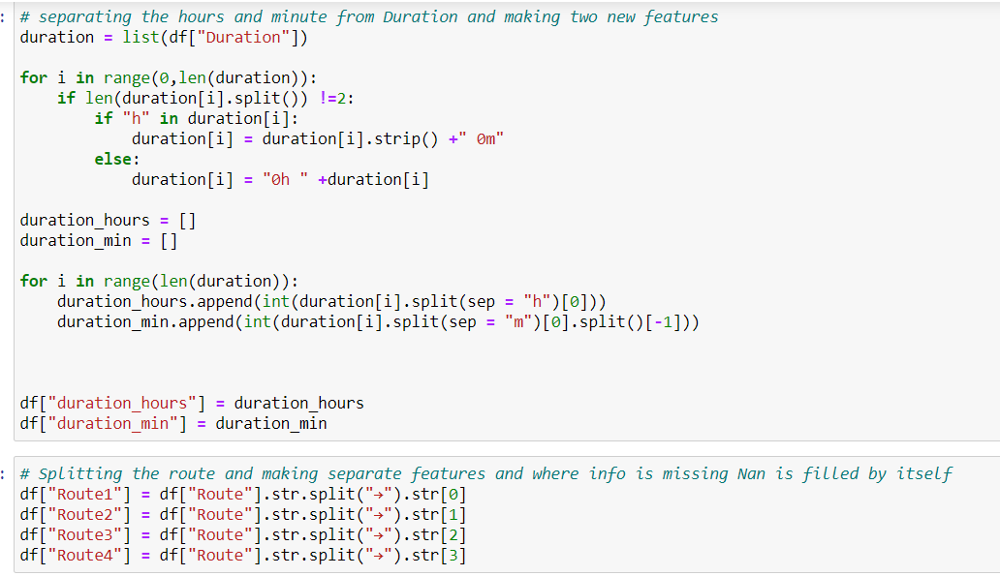 : # separating the hours and minute from Duration and making two new features
duration = list(df["Duration"])
for i in range(0,len(duration)):
    if len(duration[i].split()) !=2:
        if "h" in duration[i]:
            duration[i] = duration[i].strip() +" 0m"
        else:
            duration[i] = "0h " +duration[i]
duration_hours = []
duration_min = []
for i in range(len(duration)):
    duration_hours.append(int(duration[i].split(sep = "h")[0]))
    duration_min.append(int(duration[i].split(sep = "m")[0].split()[-1]))
df["duration_hours"] = duration_hours
df["duration_min"] = duration_min
: # Splitting the route and making separate features and where info is missing Nan is filled by itself
df["Route1"] = df["Route"].str.split("→").str[0]
df["Route2"] = df["Route"].str.split("→").str[1]
df["Route3"] = df["Route"].str.split("→").str[2]
df["Route4"] = df["Route"].str.split("→").str[3]